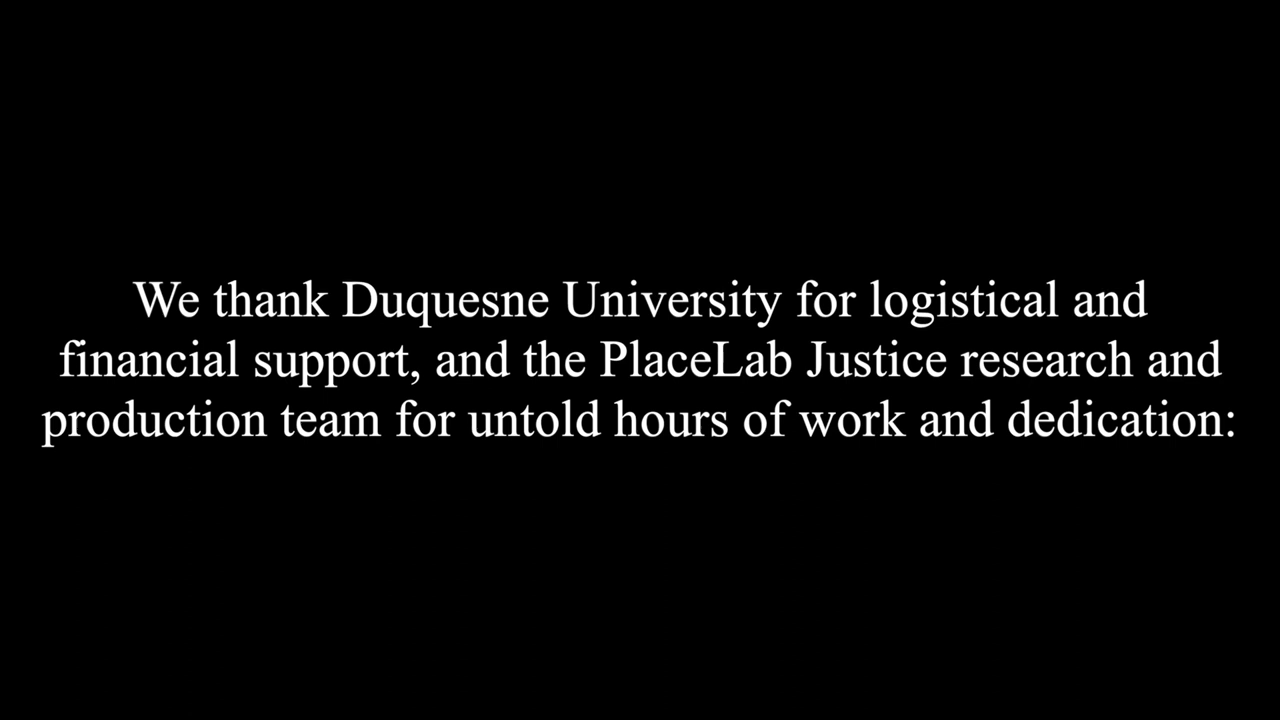 We thank Duquesne University for logistical and
financial support, and the PlaceLab Justice research and
production team for untold hours of work and dedication: